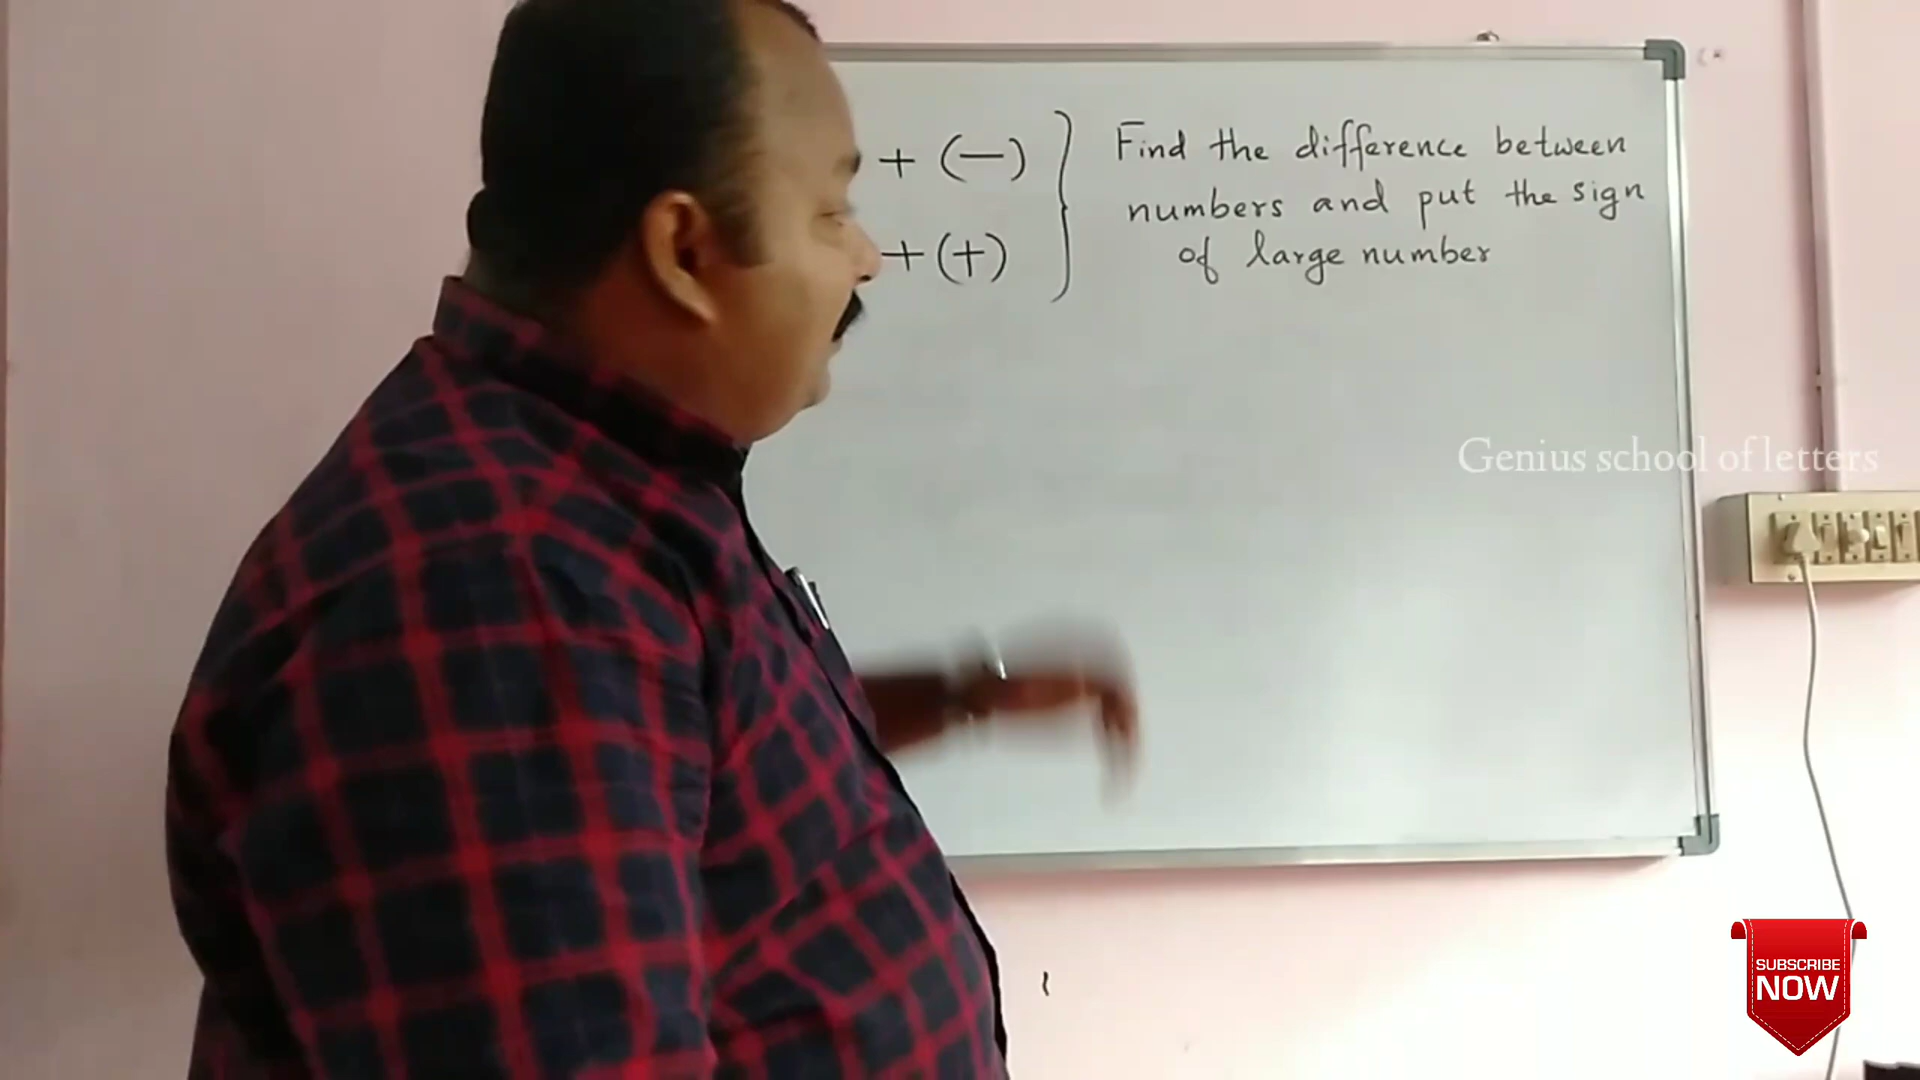 + (—) } Find the difference between
numbers and put the sign
+ (+) of large number
Genius school of letters
SUBSCRIBE
NOW